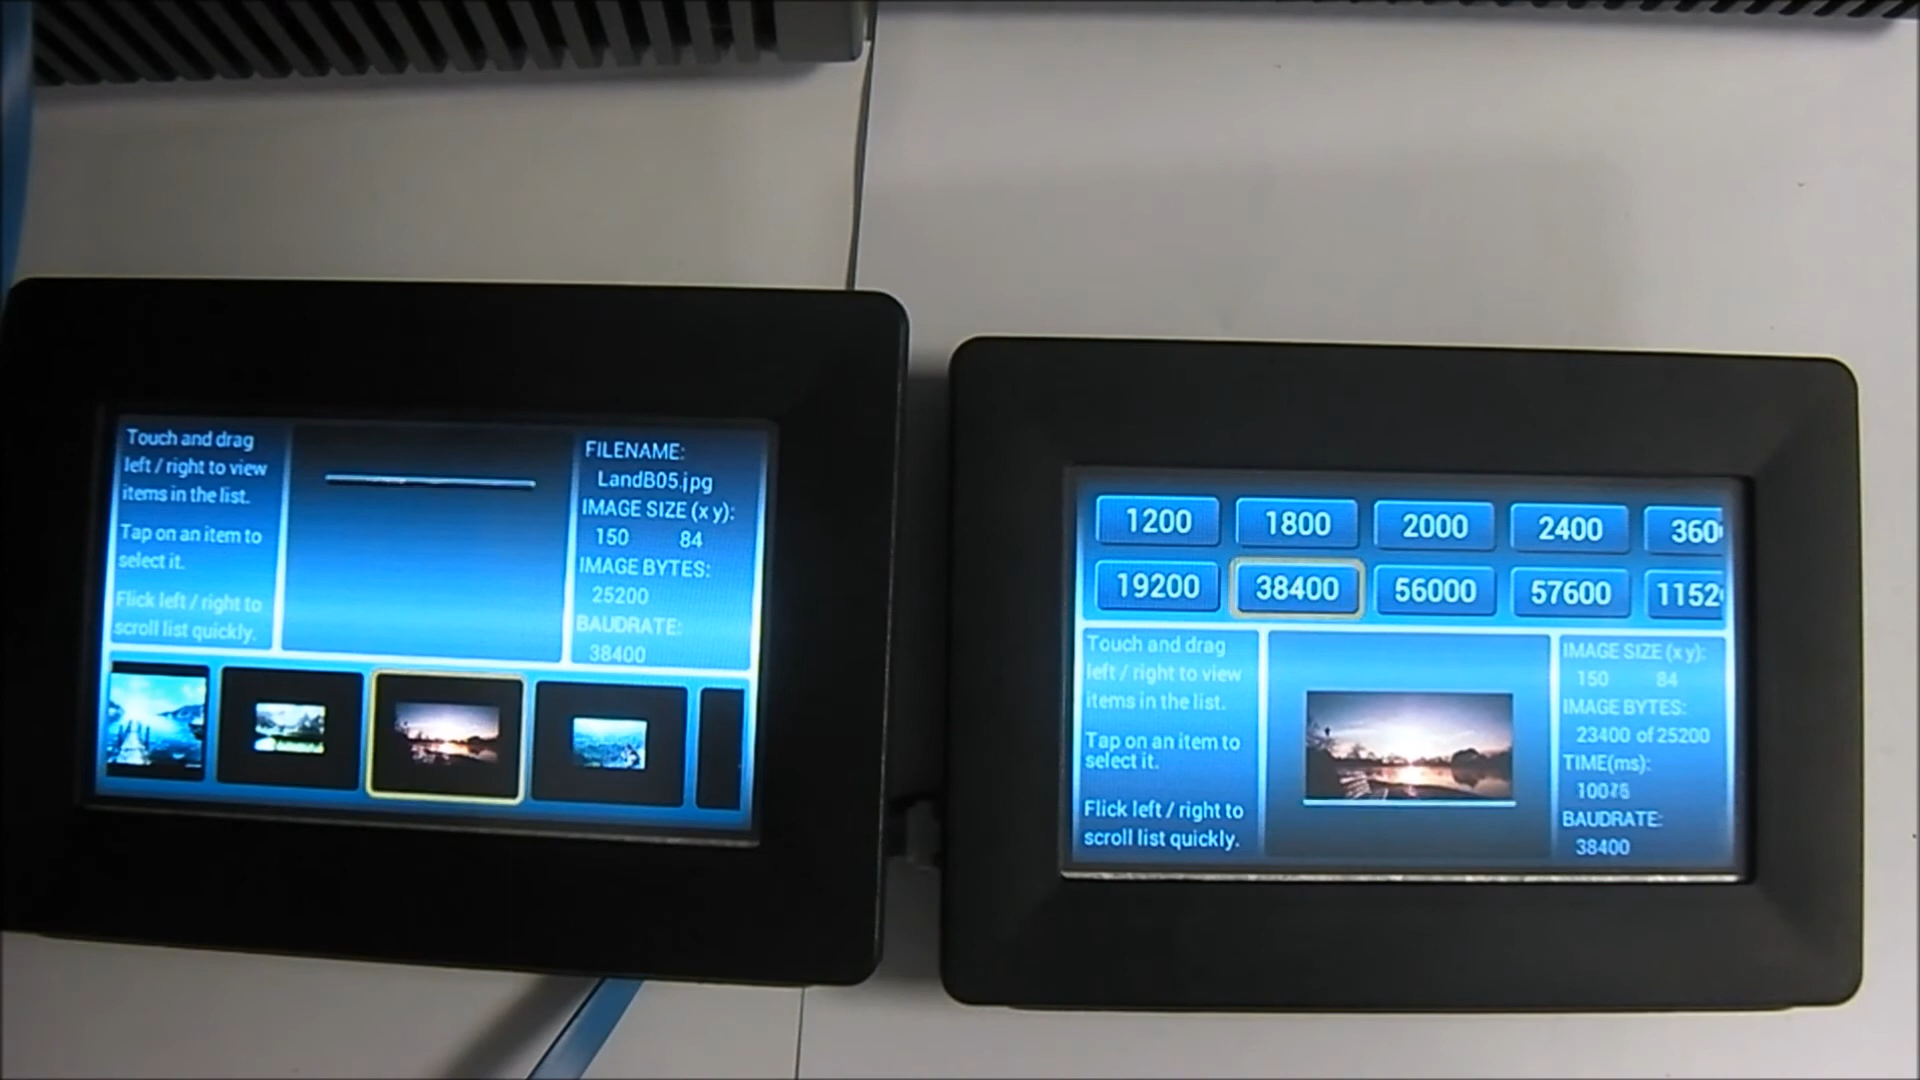 Touch and drag
left / right to view
items in the list.
Tap on an item to
select it.
Flick left / right to
scroll list quickly.
FILENAME:
LandB05.jpg
IMAGE SIZE (x y):
150 84
IMAGE BYTES:
25200
BAUDRATE:
38400
1200 1800 2000 2400 360
19200 38400 56000 57600 1152
Touch and drag
left / right to view
items in the list.
Tap on an item to
select it.
Flick left / right to
scroll list quickly.
IMAGE SIZE (x y):
150 84
IMAGE BYTES:
23400 of 25200
TIME(ms):
BAUDRATE:
38400